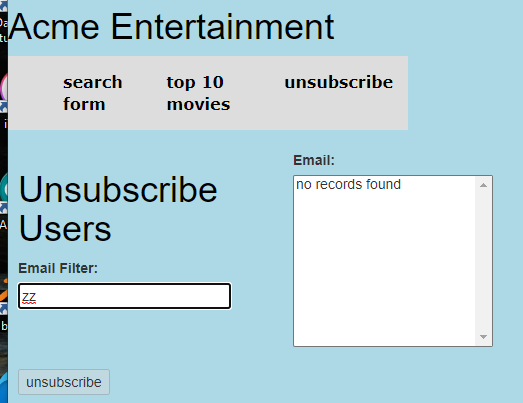 Acme Entertainment
search
form
top 10
movies
unsubscribe
Unsubscribe
Users
Email Filter:
zz
Email:
no records found
unsubscribe